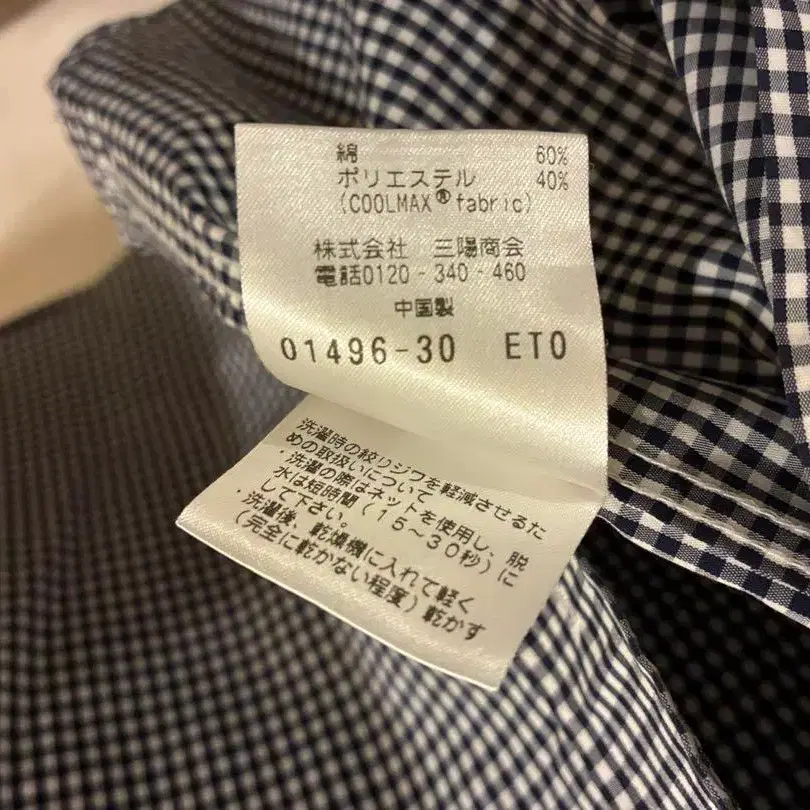 綿 60%
ポリエステル 40%
(COOLMAX®fabric)
株式会社 三陽商会
電話0120-340-460
中国製
01496-30 ET0
洗濯時の絞りジワを軽減させるた
めの取扱いについて
・洗濯の際はネットを使用し、脱
水は短時間(15〜30秒)に
して下さい。
・洗濯後、乾燥機に入れて軽く
(完全に乾かない程度)乾かす